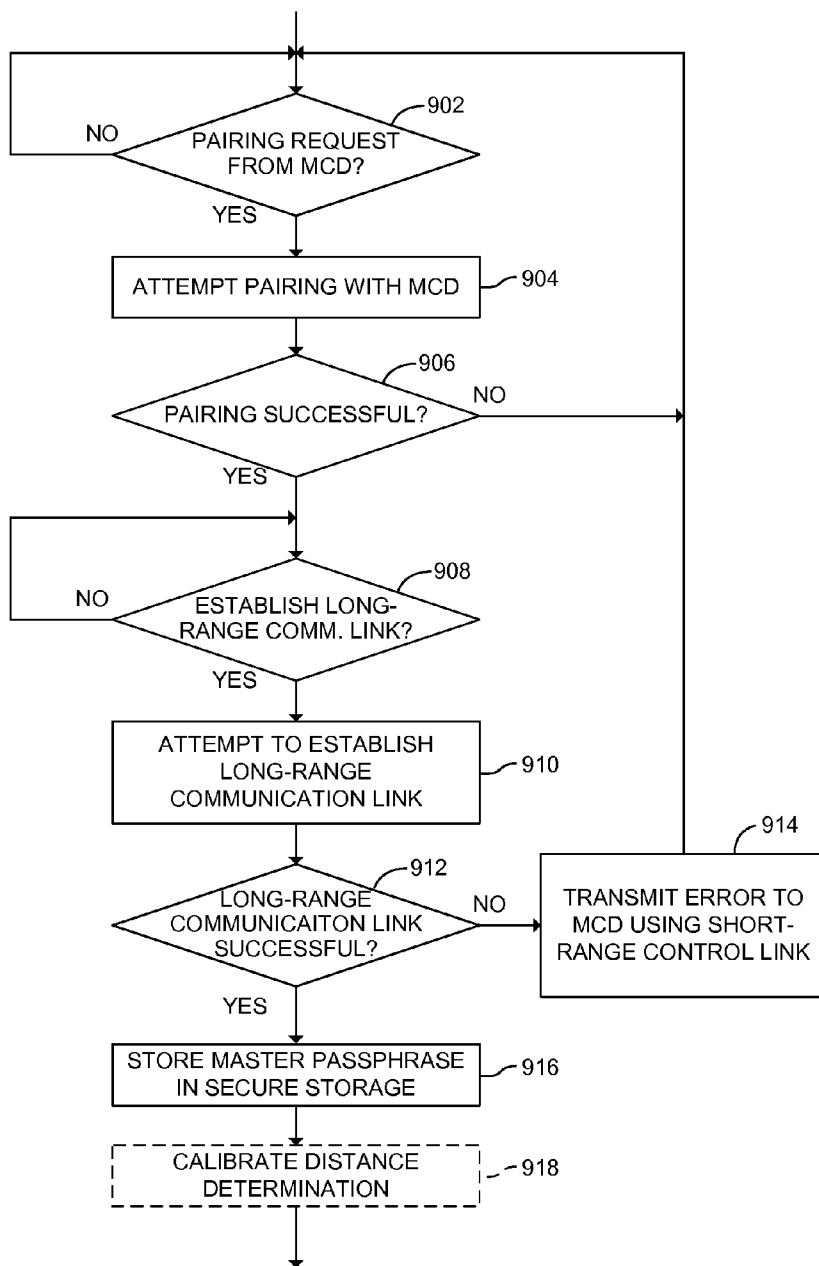 902
NO
PAIRING REQUEST
FROM MCD?
YES
ATTEMPT PAIRING WITH MCD
904
906
NO
PAIRING SUCCESSFUL?
YES
908
NO
ESTABLISH LONG-
RANGE COMM. LINK?
YES
ATTEMPT TO ESTABLISH
LONG-RANGE
COMMUNICATION LINK
910
912
LONG-RANGE
COMMUNICAITON LINK
SUCCESSFUL?
NO
914
TRANSMIT ERROR TO
MCD USING SHORT-
RANGE CONTROL LINK
YES
STORE MASTER PASSPHRASE
IN SECURE STORAGE
916
CALIBRATE DISTANCE
DETERMINATION
918